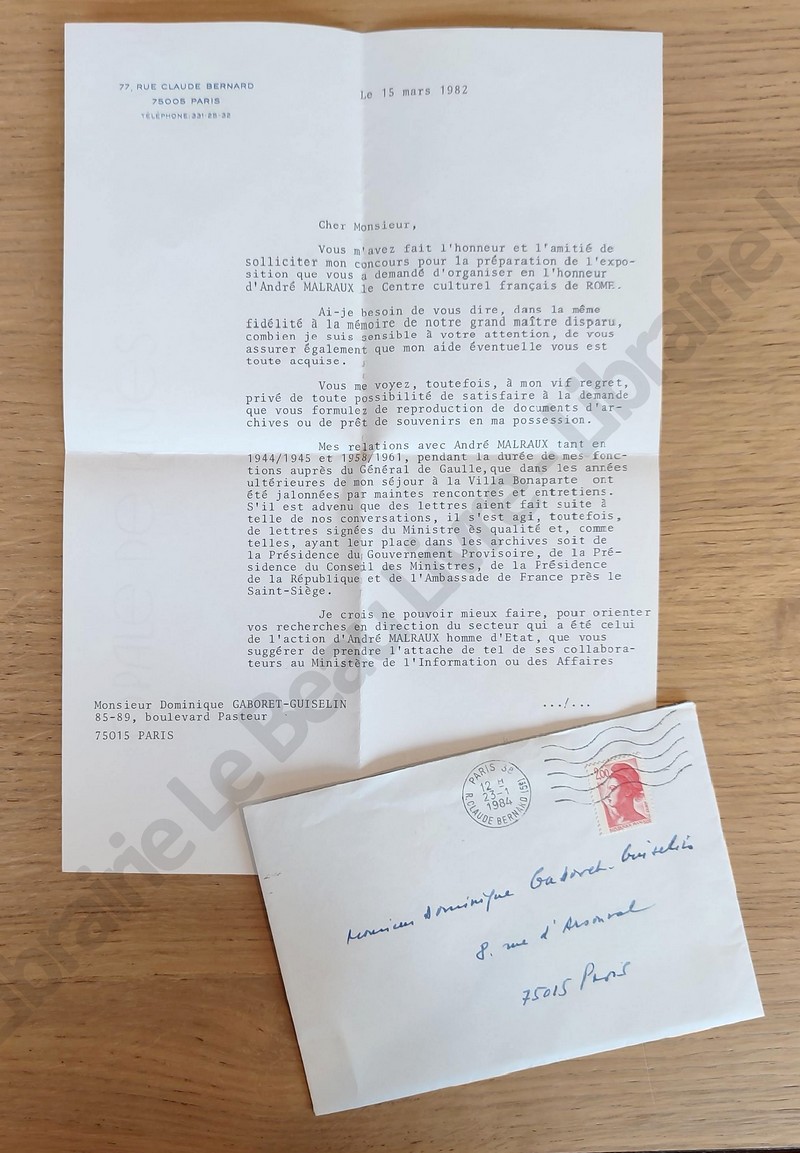 77, RUE CLAUDE BERNARD
75005 PARIS
TÉLÉPHONE: 331-25-32
Le 15 mars 1982
Cher Monsieur,
Vous m'avez fait l'honneur et l'amitié de
solliciter mon concours pour la préparation de l'expo-
sition que vous a demandé d'organiser en l'honneur
d'André MALRAUX le Centre culturel français de ROME.
Ai-je besoin de vous dire, dans la même
fidélité à la mémoire de notre grand maître disparu,
combien je suis sensible à votre attention, de vous
assurer également que mon aide éventuelle vous est
toute acquise.
Vous me voyez, toutefois, à mon vif regret,
privé de toute possibilité de satisfaire à la demande
que vous formulez de reproduction de documents d'ar-
chives ou de prêt de souvenirs en ma possession.
Mes relations avec André MALRAUX tant en
1944/1945 et 1958/1961, pendant la durée de mes fonc-
tions auprès du Général de Gaulle,que dans les années
ultérieures de mon séjour à la Villa Bonaparte ont
été jalonnées par maintes rencontres et entretiens.
S'il est advenu que des lettres aient fait suite à
telle de nos conversations, il s'est agi, toutefois,
de lettres signées du Ministre ès qualité et, comme
telles, ayant leur place dans les archives soit de
la Présidence du Gouvernement Provisoire, de la Pré-
sidence du Conseil des Ministres, de la Présidence
de la République et de l'Ambassade de France près le
Saint-Siège.
Je crois ne pouvoir mieux faire, pour orienter
vos recherches en direction du secteur qui a été celui
de l'action d'André MALRAUX homme d'Etat, que vous
suggérer de prendre l'attache de tel de ses collabora-
teurs au Ministère de l'Information ou des Affaires
.../...
Monsieur Dominique GABORET-GUISELIN
85-89, boulevard Pasteur
75015 PARIS
PARIS 38
12 H
23-1
1984
R.CLAUDE BERNARD (5E)
2,00
Monsieur Dominique Gaboret-Guiselin
8. rue d'Arsonval
75015 Paris
Librairie Le Beau Livre Librairie Le